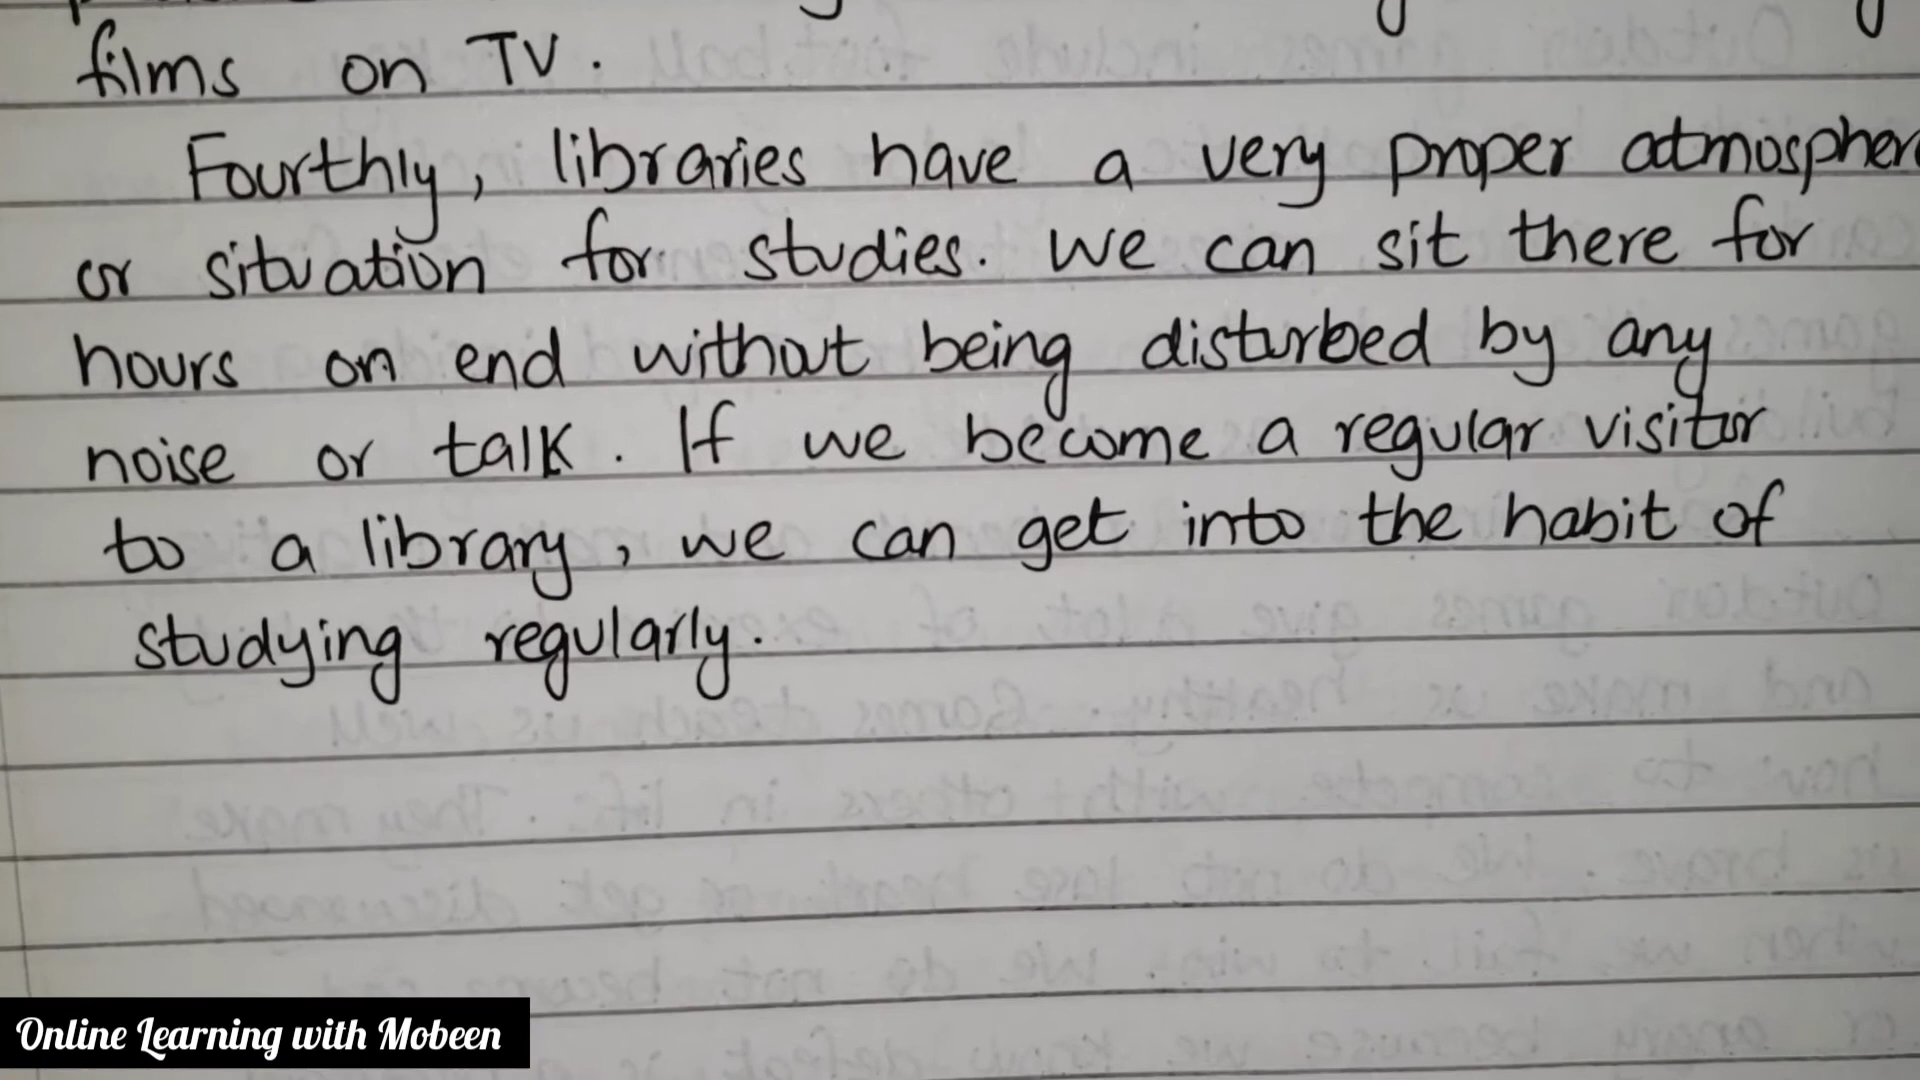 films on TV.
Fourthly, libraries have a very proper atmospher
or situation for studies. We can sit there for
hours on end without being disturbed by any
noise or talk. If we become a regular visitor
to a library, we can get into the habit of
studying regularly.
Online Learning with Mobeen